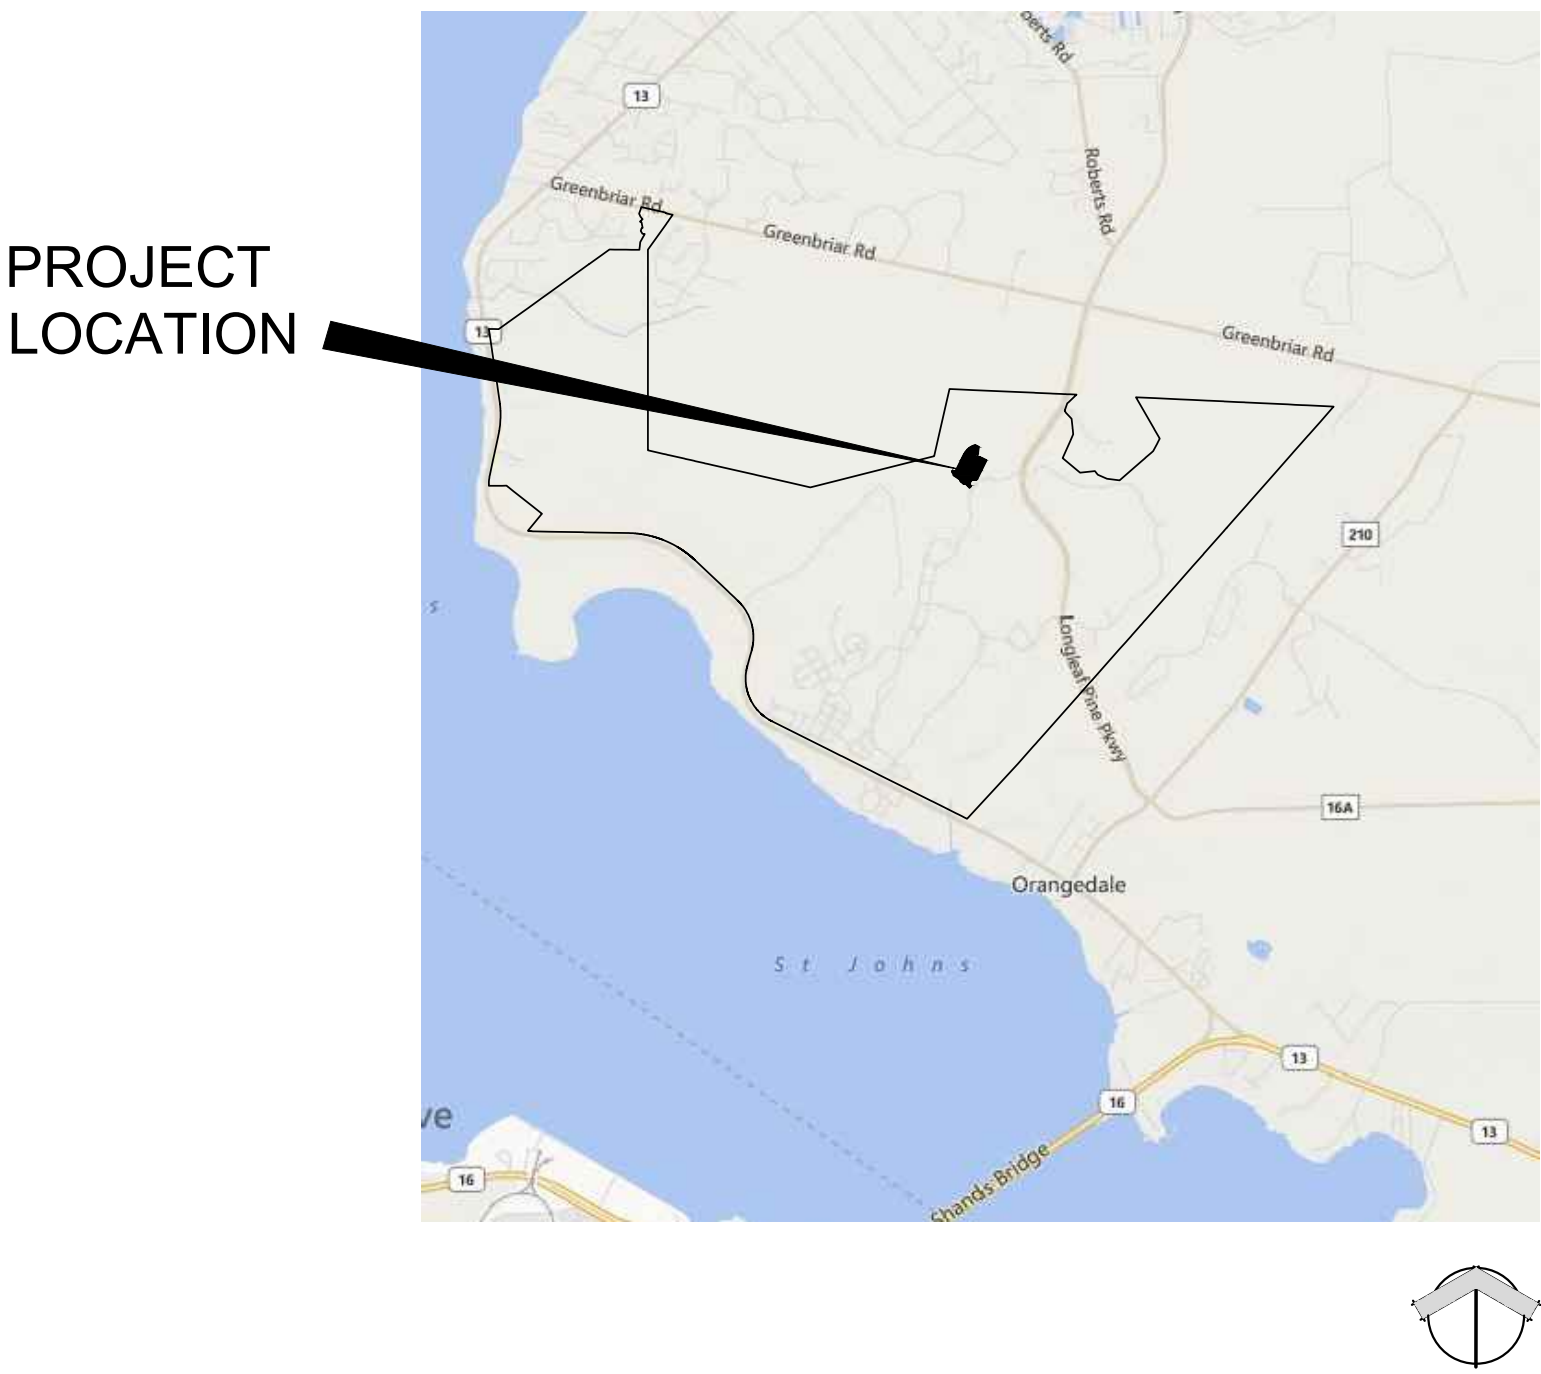 Roberts Rd
13
Greenbriar Rd
Roberts Rd
Greenbriar Rd
PROJECT
LOCATION
13
Greenbriar Rd
210
s
Longleaf Pine Pkwy
16A
Orangedale
St Johns
13
16
ve
13
Shands Bridge
16